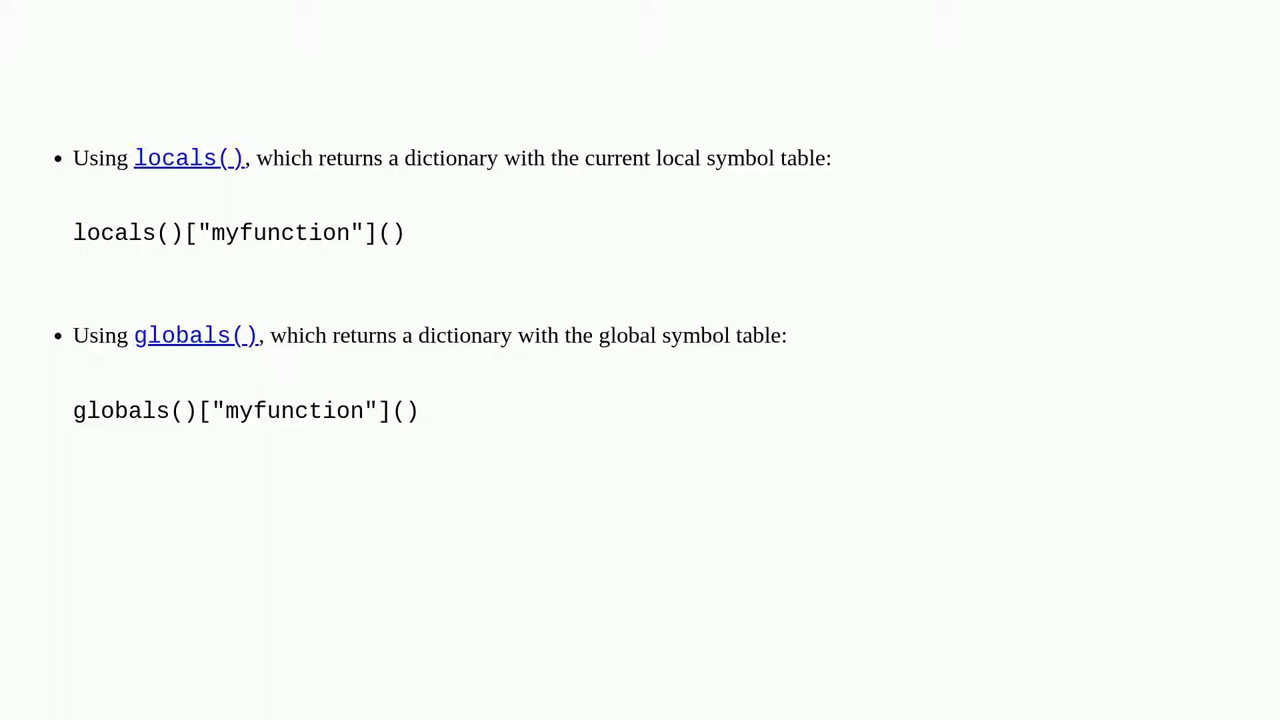 • Using locals(), which returns a dictionary with the current local symbol table:
locals()["myfunction"]()
• Using globals(), which returns a dictionary with the global symbol table:
globals()["myfunction"]()